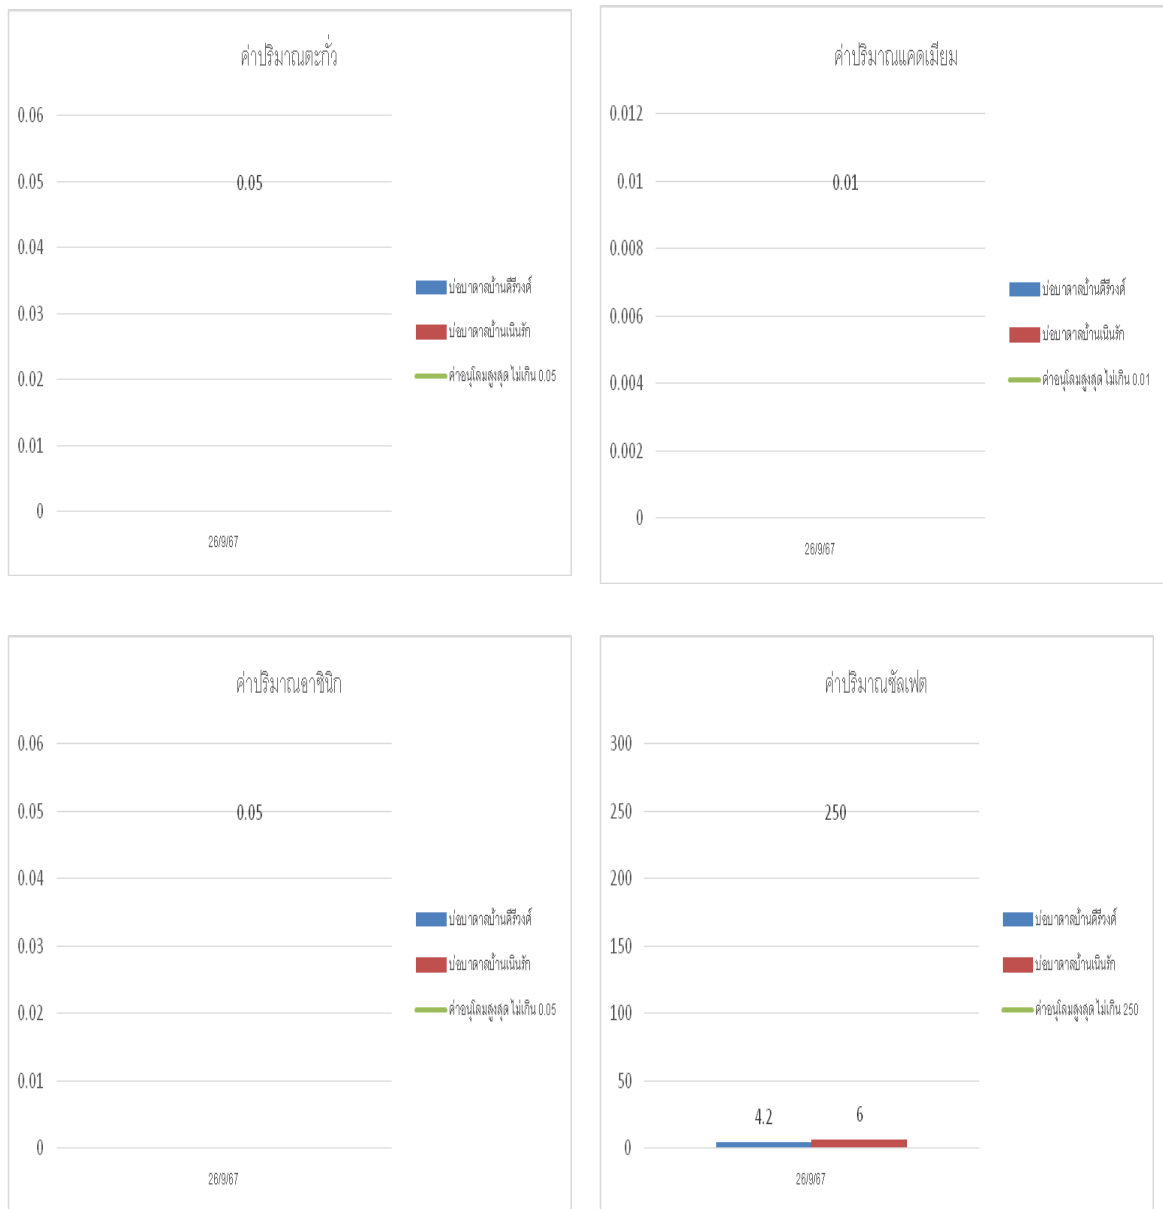 ค่าปริมาณตะกั่ว
0.06
0.05
0.05
0.04
0.03
0.02
0.01
0
26/9/67
บ่อบาดาลบ้านคีรีวงศ์
บ่อบาดาลบ้านเนินรัก
ค่าอนุโลมสูงสุด ไม่เกิน 0.05
ค่าปริมาณแคดเมียม
0.012
0.01
0.01
0.008
0.006
0.004
0.002
0
26/9/67
บ่อบาดาลบ้านคีรีวงศ์
บ่อบาดาลบ้านเนินรัก
ค่าอนุโลมสูงสุด ไม่เกิน 0.01
ค่าปริมาณอาซินิก
0.06
0.05
0.05
0.04
0.03
0.02
0.01
0
26/9/67
บ่อบาดาลบ้านคีรีวงศ์
บ่อบาดาลบ้านเนินรัก
ค่าอนุโลมสูงสุด ไม่เกิน 0.05
ค่าปริมาณซัลเฟต
300
250
250
200
150
100
50
0
4.2
6
26/9/67
บ่อบาดาลบ้านคีรีวงศ์
บ่อบาดาลบ้านเนินรัก
ค่าอนุโลมสูงสุด ไม่เกิน 250